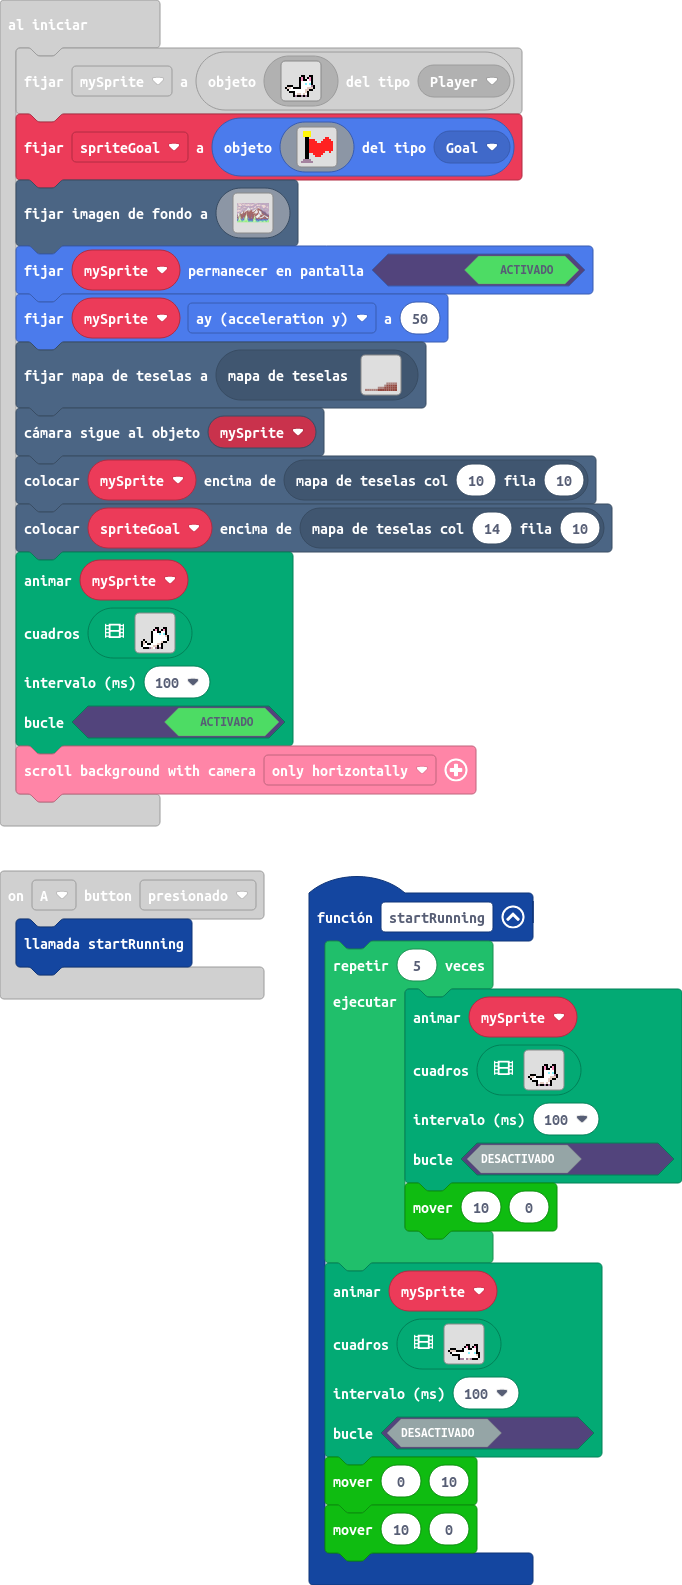 al iniciar
fijar mySprite a objeto del tipo Player
fijar spriteGoal a objeto del tipo Goal
fijar imagen de fondo a
fijar mySprite permanecer en pantalla ACTIVADO
fijar mySprite ay (acceleration y) a 50
fijar mapa de teselas a mapa de teselas
cámara sigue al objeto mySprite
colocar mySprite encima de mapa de teselas col 10 fila 10
colocar spriteGoal encima de mapa de teselas col 14 fila 10
animar mySprite
cuadros
intervalo (ms) 100
bucle ACTIVADO
scroll background with camera only horizontally
on A button presionado
llamada startRunning
función startRunning
repetir 5 veces
ejecutar
animar mySprite
cuadros
intervalo (ms) 100
bucle DESACTIVADO
mover 10 0
animar mySprite
cuadros
intervalo (ms) 100
bucle DESACTIVADO
mover 0 10
mover 10 0